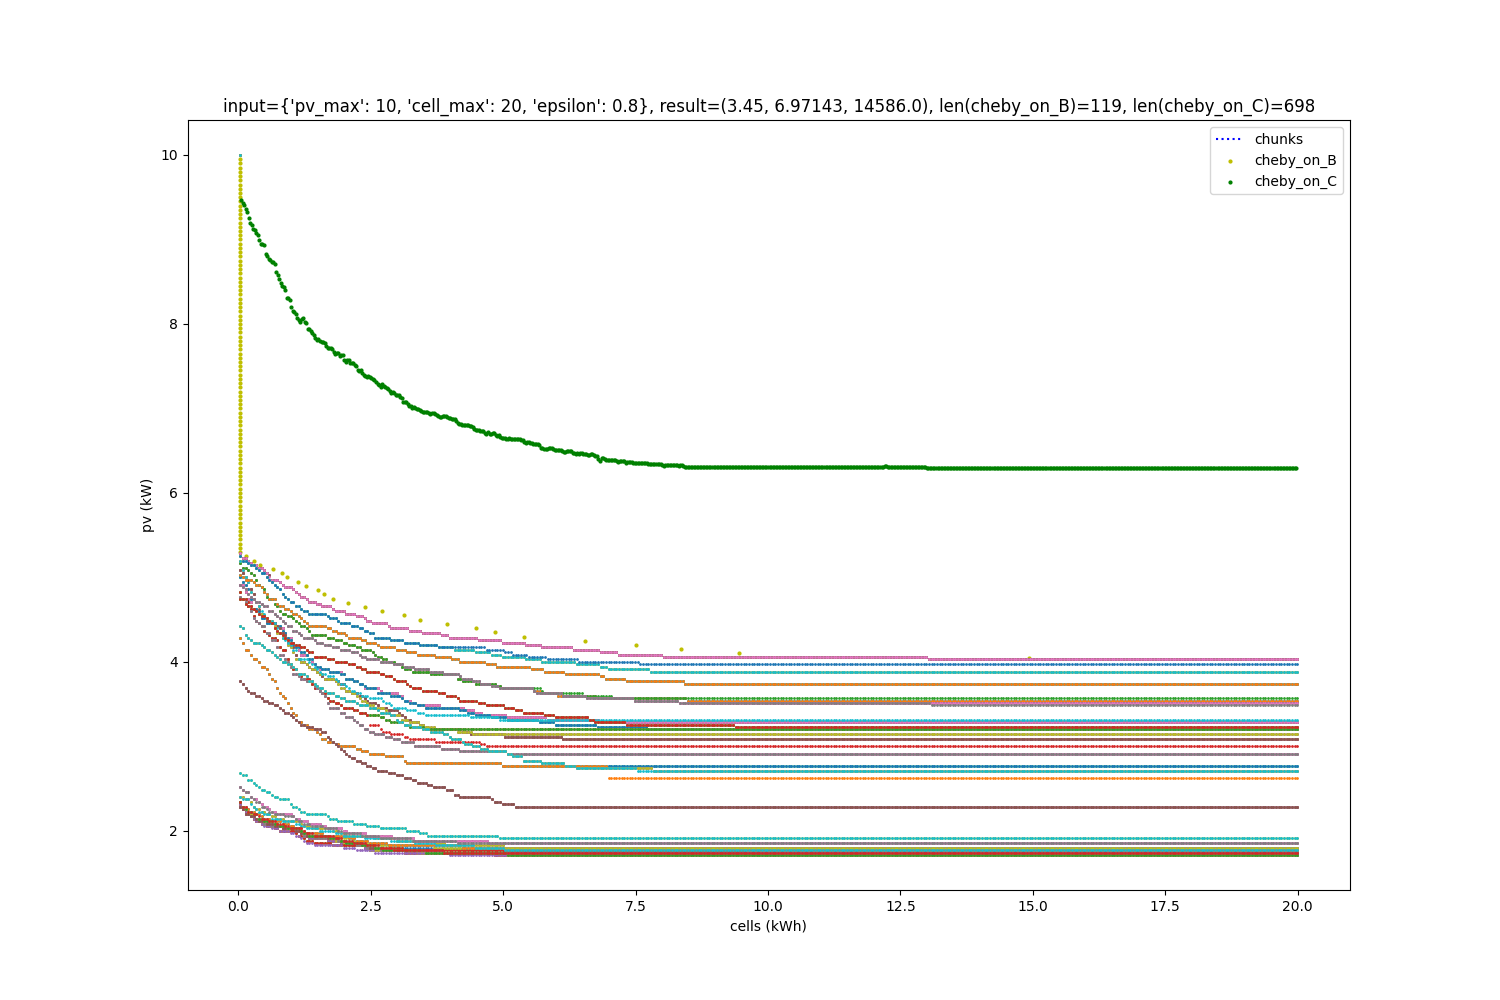 input={'pv_max': 10, 'cell_max': 20, 'epsilon': 0.8}, result=(3.45, 6.97143, 14586.0), len(cheby_on_B)=119, len(cheby_on_C)=698
chunks
cheby_on_B
cheby_on_C
10
8
6
4
2
pv (kW)
0.0 2.5 5.0 7.5 10.0 12.5 15.0 17.5 20.0
cells (kWh)